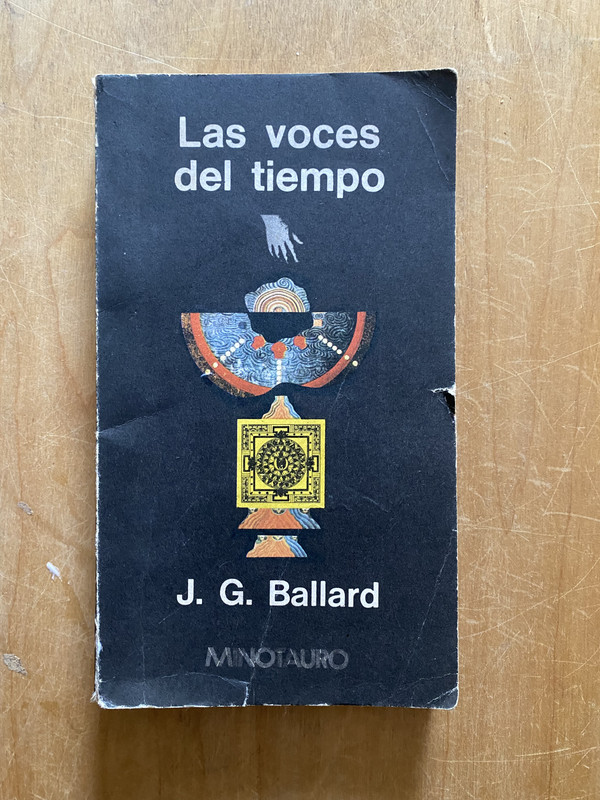 Las voces
del tiempo
J. G. Ballard
MINOTAURO